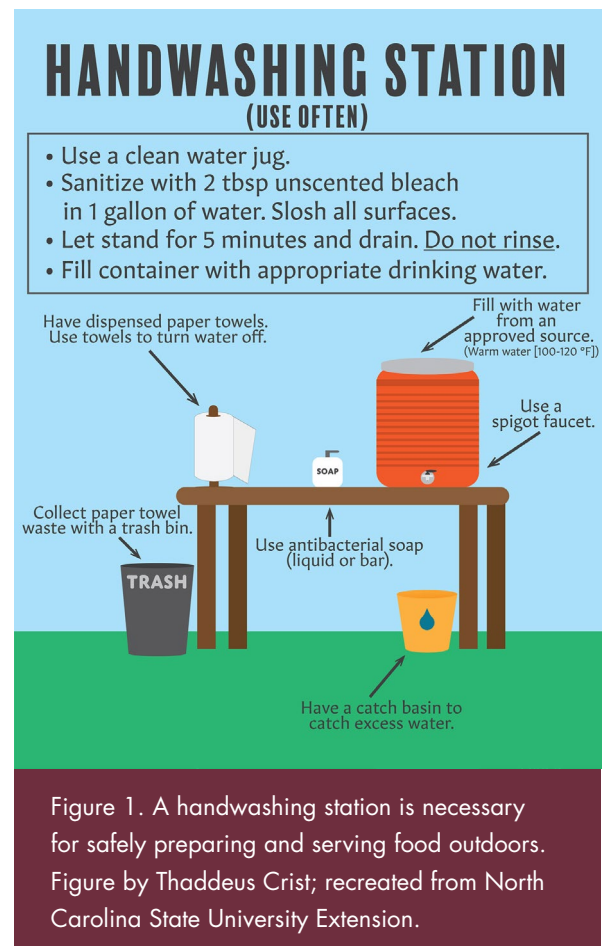 HANDWASHING STATION
(USE OFTEN)
• Use a clean water jug.
• Sanitize with 2 tbsp unscented bleach
in 1 gallon of water. Slosh all surfaces.
• Let stand for 5 minutes and drain. Do not rinse.
• Fill container with appropriate drinking water.
Have dispensed paper towels.
Use towels to turn water off.
Fill with water
from an
approved source.
(Warm water [100-120 °F])
Use a
spigot faucet.
SOAP
Collect paper towel
waste with a trash bin.
Use antibacterial soap
(liquid or bar).
TRASH
Have a catch basin to
catch excess water.
Figure 1. A handwashing station is necessary
for safely preparing and serving food outdoors.
Figure by Thaddeus Crist; recreated from North
Carolina State University Extension.